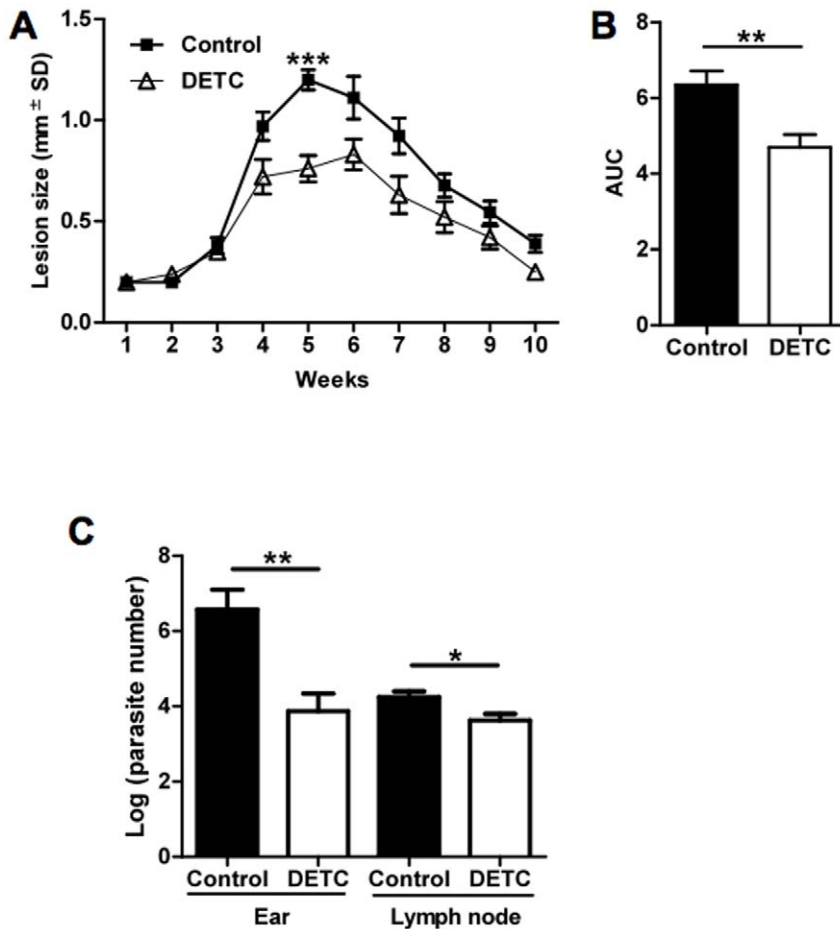 A
Lesion size (mm ± SD)
1.5
1.0
0.5
0.0
Control
DETC
***
1 2 3 4 5 6 7 8 9 10
Weeks
B
AUC
8
6
4
2
0
**
Control DETC
C
Log (parasite number)
8
6
4
2
0
**
*
Control DETC Control DETC
Ear Lymph node